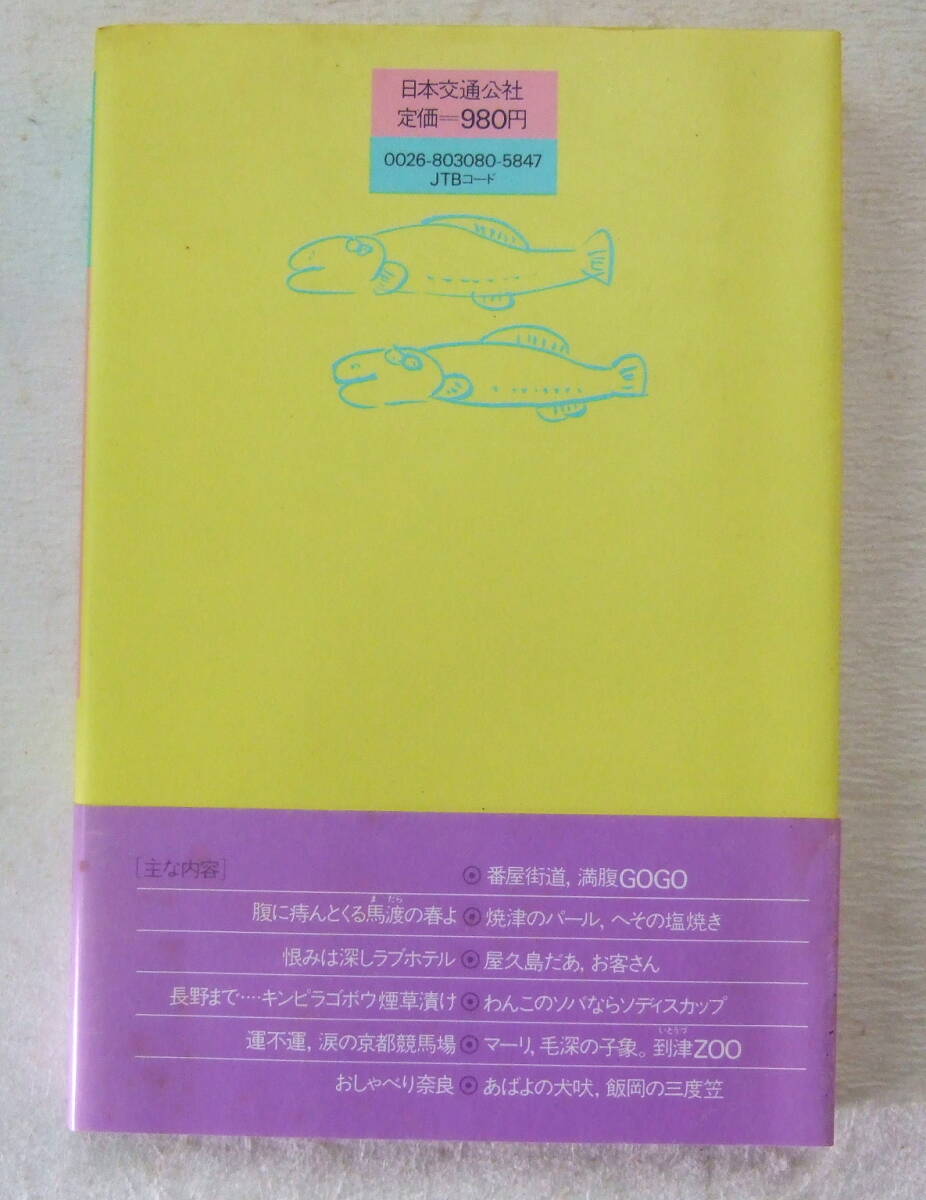 日本交通公社
定価=980円
0026-803080-5847
JTBコード
[主な内容]
◉番屋街道, 満腹GOGO
腹に痔んとくる馬渡の春よ◉焼津のパール, へその塩焼き
まだら
恨みは深しラブホテル◉屋久島だあ, お客さん
長野まで‥‥キンピラゴボウ煙草漬け◉わんこのソバならソディスカップ
運不運, 涙の京都競馬場◉マーリ, 毛深の子象。到津ZOO
いとうづ
おしゃべり奈良◉あばよの犬吠, 飯岡の三度笠